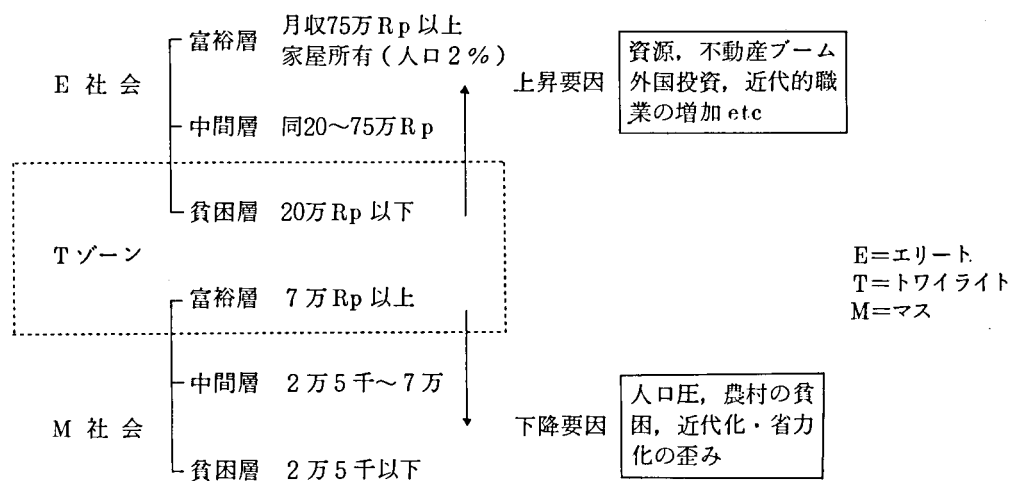 富裕層 月収75万Rp以上
家屋所有(人口2%)
E社会
上昇要因
資源,不動産ブーム
外国投資,近代的職
業の増加etc
中間層 同20〜75万Rp
貧困層 20万Rp以下
Tゾーン
富裕層 7万Rp以上
E=エリート
T=トワイライト
M=マス
中間層 2万5千〜7万
M社会
下降要因
人口圧,農村の貧
困,近代化・省力
化の歪み
貧困層 2万5千以下